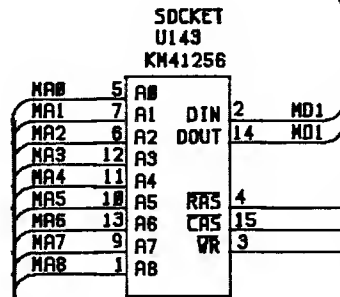 SOCKET
U143
KM41256
MA0 5 A0
MA1 7 A1 DIN 2 MD1
MA2 6 A2 DOUT 14 MD1
MA3 12 A3
MA4 11 A4
MA5 10 A5 RAS 4
MA6 13 A6 CAS 15
MA7 9 A7 WR 3
MA8 1 A8